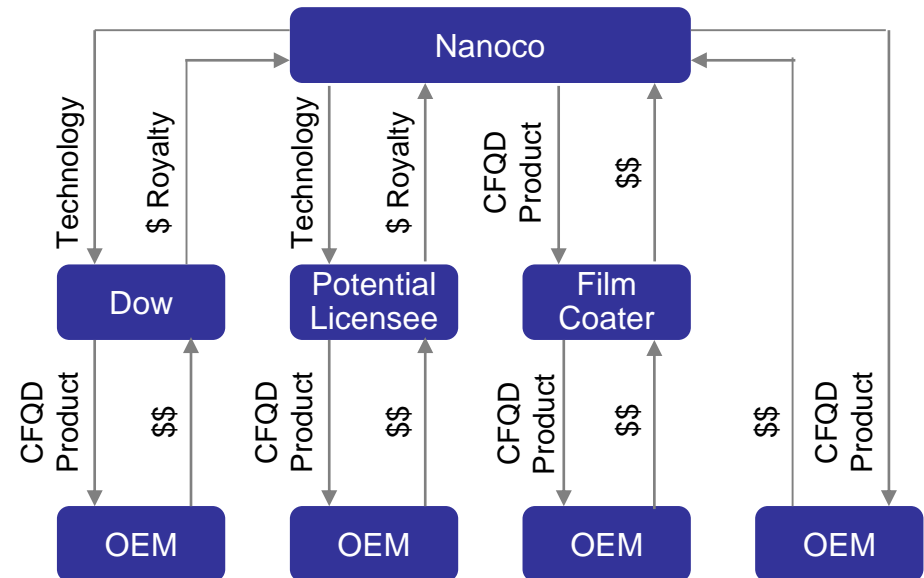 Nanoco
Technology
$ Royalty
Technology
$ Royalty
CFQD
Product
$$
Dow
Potential
Licensee
Film
Coater
CFQD
Product
$$
CFQD
Product
$$
CFQD
Product
$$
$$
CFQD
Product
OEM
OEM
OEM
OEM